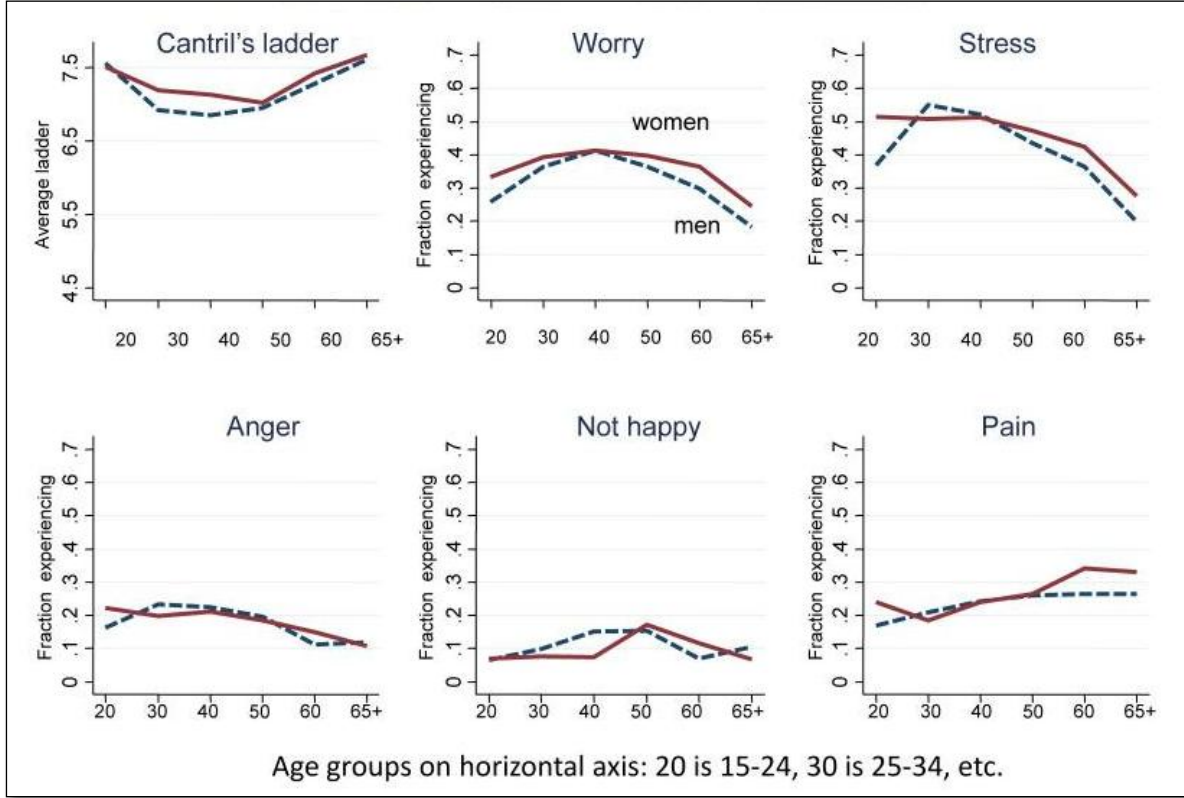 Cantril's ladder
Average ladder
7.5
6.5
5.5
4.5
20 30 40 50 60 65+
Worry
Fraction experiencing
.7
.6
.5
.4
.3
.2
.1
0
women
men
20 30 40 50 60 65+
Stress
Fraction experiencing
.7
.6
.5
.4
.3
.2
.1
0
20 30 40 50 60 65+
Anger
Fraction experiencing
.7
.6
.5
.4
.3
.2
.1
0
20 30 40 50 60 65+
Not happy
Fraction experiencing
.7
.6
.5
.4
.3
.2
.1
0
20 30 40 50 60 65+
Pain
Fraction experiencing
.7
.6
.5
.4
.3
.2
.1
0
20 30 40 50 60 65+
Age groups on horizontal axis: 20 is 15-24, 30 is 25-34, etc.